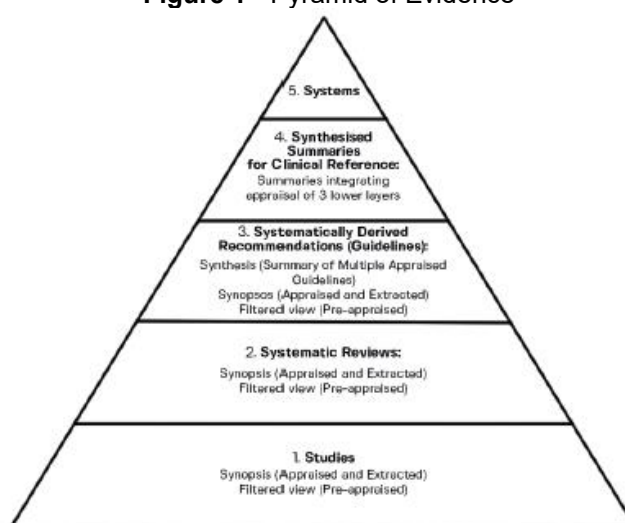 Figure 1 - Pyramid of Evidence
5. Systems
4. Synthesised
Summaries
for Clinical Reference:
Summaries integrating
appraisal of 3 lower layers
3. Systematically Derived
Recommendations (Guidelines):
Synthesis (Summary of Multiple Appraised
Guidelines)
Synopsos (Appraised and Extracted)
Filtered view (Pre-appraised)
2. Systematic Reviews:
Synopsis (Appraised and Extracted)
Filtered view (Pre-appraised)
1. Studies
Synopsis (Appraised and Extracted)
Filtered view (Pre-appraised)